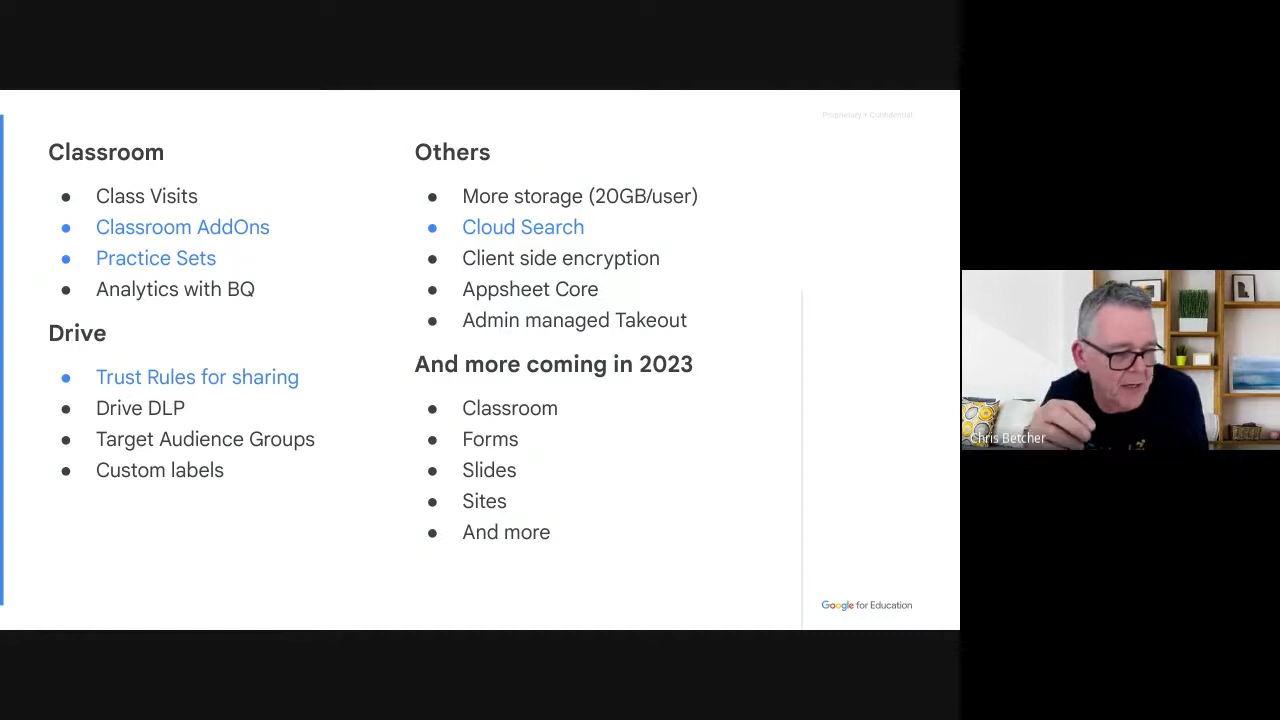 Proprietary + Confidential
Classroom
● Class Visits
● Classroom AddOns
● Practice Sets
● Analytics with BQ
Drive
● Trust Rules for sharing
● Drive DLP
● Target Audience Groups
● Custom labels
Others
● More storage (20GB/user)
● Cloud Search
● Client side encryption
● Appsheet Core
● Admin managed Takeout
And more coming in 2023
● Classroom
● Forms
● Slides
● Sites
● And more
Google for Education
Chris Betcher